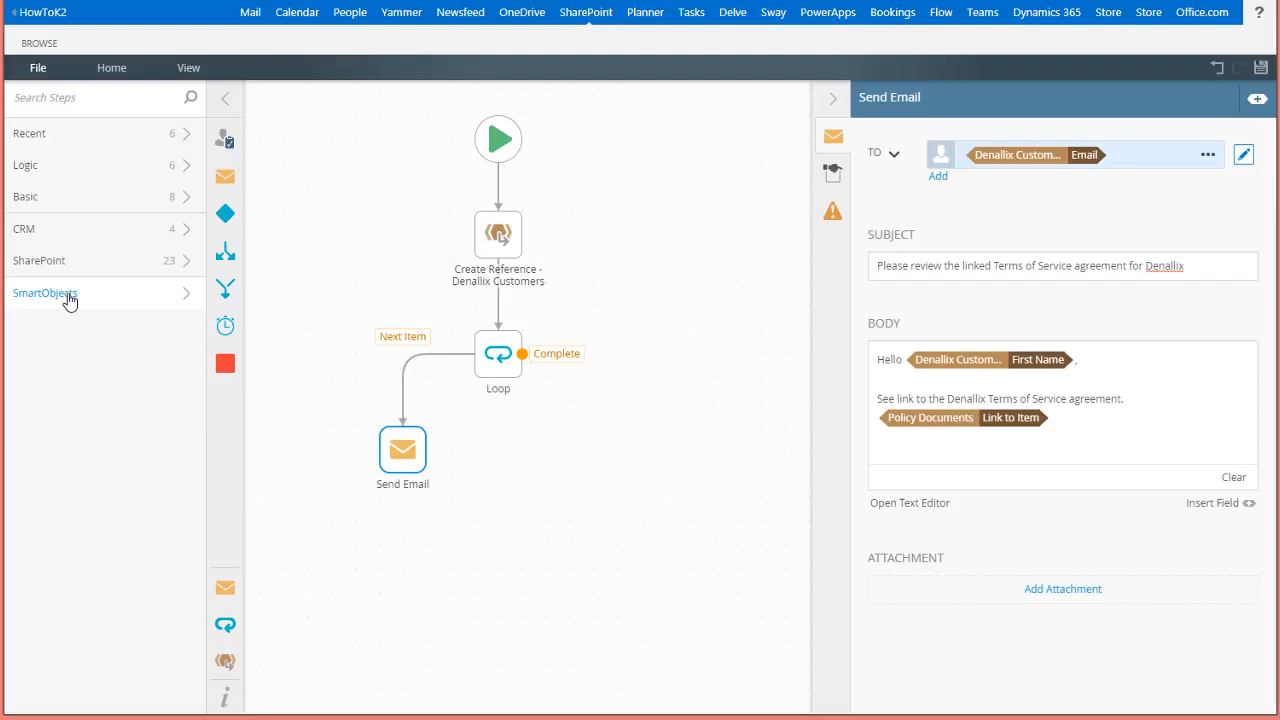 HowToK2
Mail Calendar People Yammer Newsfeed OneDrive SharePoint Planner Tasks Delve Sway PowerApps Bookings Flow Teams Dynamics 365 Store Store Office.com ?
BROWSE
File Home View
Search Steps
Recent 6
Logic 6
Basic 8
CRM 4
SharePoint 23
SmartObjects
Create Reference -
Denallix Customers
Next Item
Complete
Loop
Send Email
Send Email
TO
Denallix Custom... Email
Add
SUBJECT
Please review the linked Terms of Service agreement for Denallix
BODY
Hello Denallix Custom... First Name ,
See link to the Denallix Terms of Service agreement.
Policy Documents Link to Item
Clear
Open Text Editor Insert Field
ATTACHMENT
Add Attachment